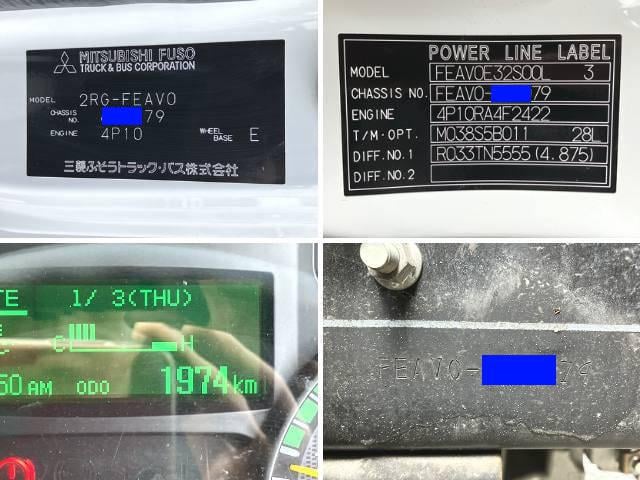 MITSUBISHI FUSO
TRUCK & BUS CORPORATION
MODEL 2RG-FEAV0
CHASSIS NO. 79
ENGINE 4P10 WHEEL BASE E
三菱ふそうトラック・バス株式会社
POWER LINE LABEL
MODEL FEAV0E32S00L 3
CHASSIS NO. FEAV0- 79
ENGINE 4P10RA4F2422
T/M·OPT. M038S5B011 28L
DIFF.NO.1 R033TN5555(4.875)
DIFF.NO.2
1/ 3(THU)
C H
50 AM ODO 1974km
FEAV0-